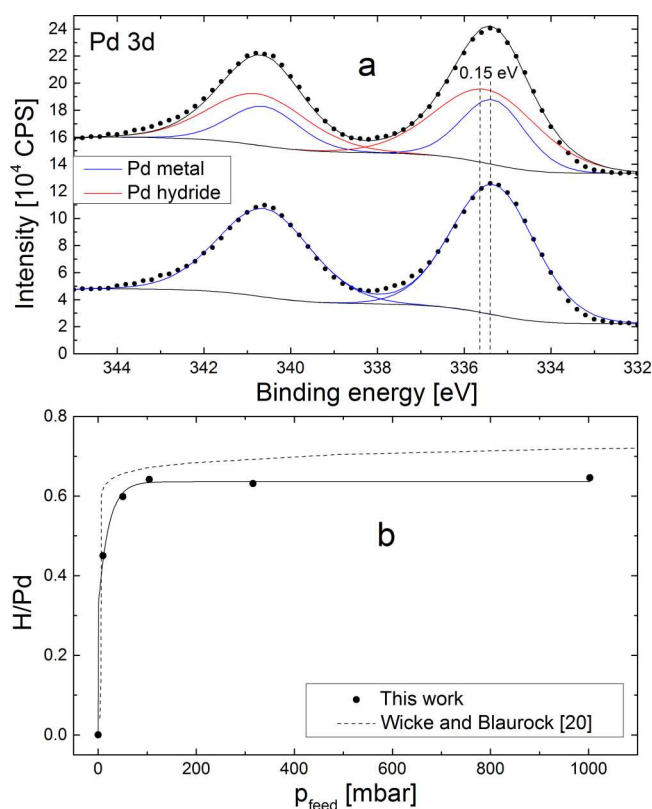 Pd 3d
a
0.15 eV
24
22
20
18
16
14
12
10
8
6
4
2
0
Intensity [10⁴ CPS]
Pd metal
Pd hydride
344 342 340 338 336 334 332
Binding energy [eV]
0.8
0.6
0.4
0.2
0.0
H/Pd
b
This work
Wicke and Blaurock [20]
0 200 400 600 800 1000
p_feed [mbar]